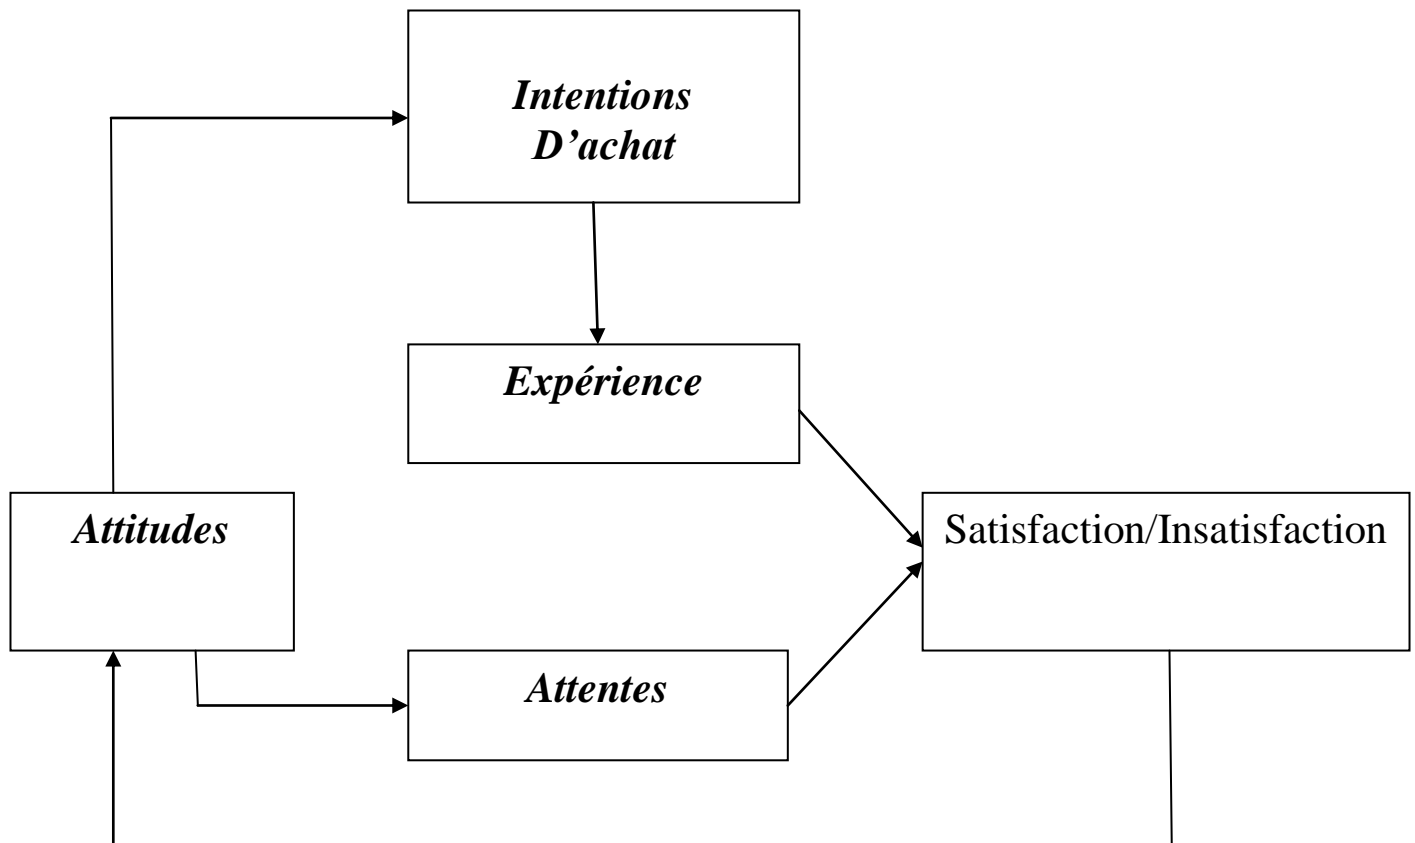 Intentions
D’achat
Expérience
Attitudes
Satisfaction/Insatisfaction
Attentes